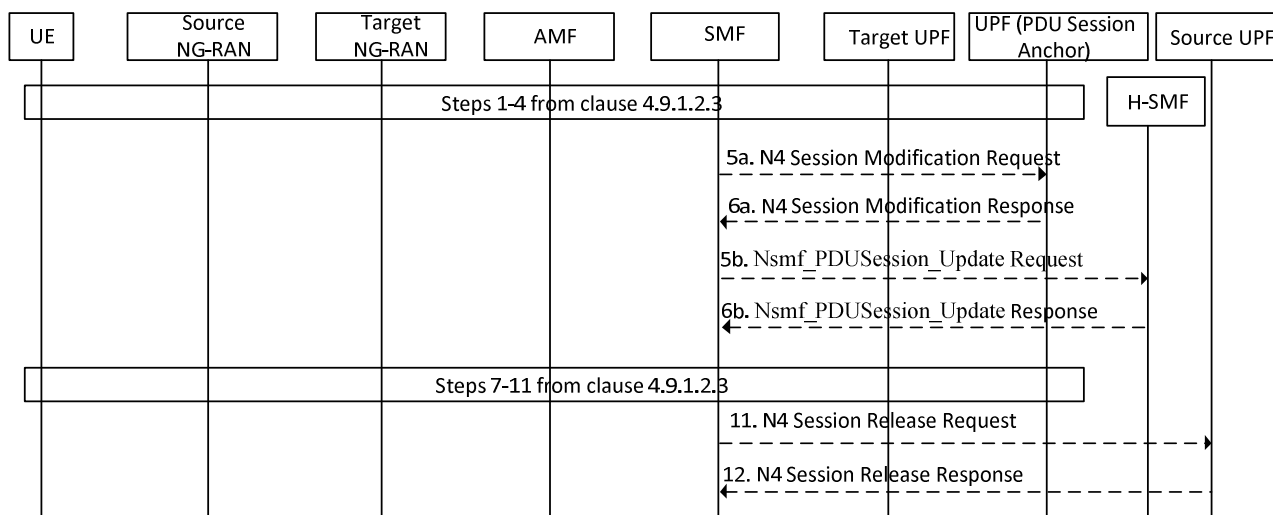 UE
Source
NG-RAN
Target
NG-RAN
AMF
SMF
Target UPF
UPF (PDU Session
Anchor)
Source UPF
Steps 1-4 from clause 4.9.1.2.3
H-SMF
5a. N4 Session Modification Request
6a. N4 Session Modification Response
5b. Nsmf_PDUSession_Update Request
6b. Nsmf_PDUSession_Update Response
Steps 7-11 from clause 4.9.1.2.3
11. N4 Session Release Request
12. N4 Session Release Response